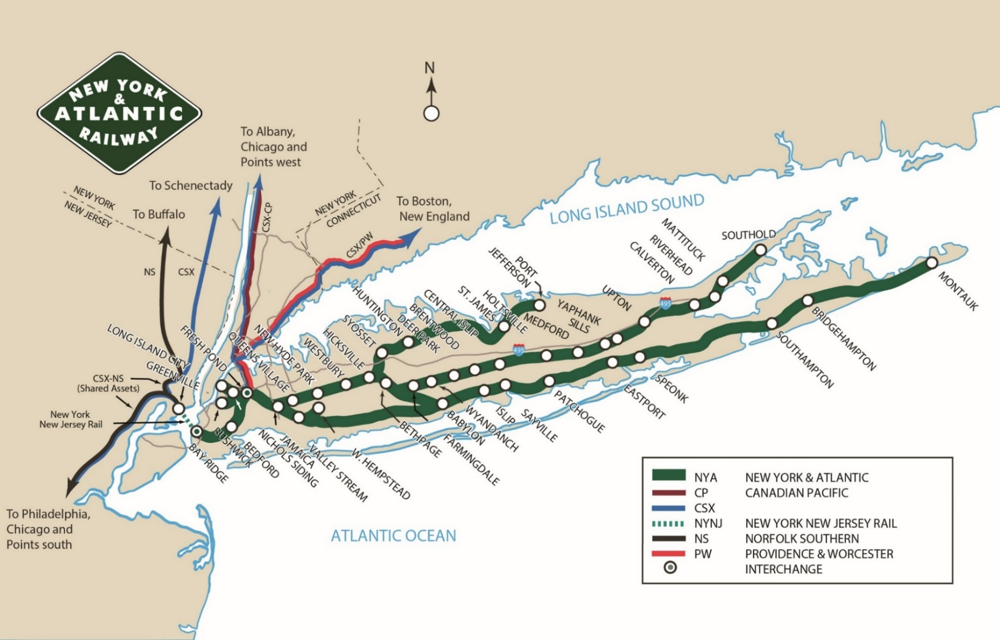 NEW YORK
&
ATLANTIC
RAILWAY
N
To Albany,
Chicago and
Points west
To Schenectady
NEW YORK
NEW JERSEY
To Buffalo
CSX-CP
NEW YORK
CONNECTICUT
To Boston,
New England
CSX/PW
NS
CSX
LONG ISLAND SOUND
MATTITUCK
RIVERHEAD
CALVERTON
SOUTHOLD
MONTAUK
PORT
JEFFERSON
HOLTSVILLE
ST. JAMES
CENTRAL ISLIP
BRENTWOOD
DEER PARK
HUNTINGTON
SYOSSET
HICKSVILLE
WESTBURY
NEW HYDE PARK
QUEENS VILLAGE
FRESH POND
LONG ISLAND CITY
GREENVILLE
UPTON
YAPHANK
SILLS
MEDFORD
495
495
CSX-NS
(Shared Assets)
New York
New Jersey Rail
BRIDGEHAMPTON
SOUTHAMPTON
SPEONK
EASTPORT
PATCHOGUE
SAYVILLE
ISLIP
WYANDANCH
BABYLON
FARMINGDALE
BETHPAGE
W. HEMPSTEAD
VALLEY STREAM
JAMAICA
NICHOLS SIDING
BEDFORD
BUSHWICK
BAY RIDGE
To Philadelphia,
Chicago and
Points south
ATLANTIC OCEAN
NYA NEW YORK & ATLANTIC
CP CANADIAN PACIFIC
CSX
NYNJ NEW YORK NEW JERSEY RAIL
NS NORFOLK SOUTHERN
PW PROVIDENCE & WORCESTER
INTERCHANGE